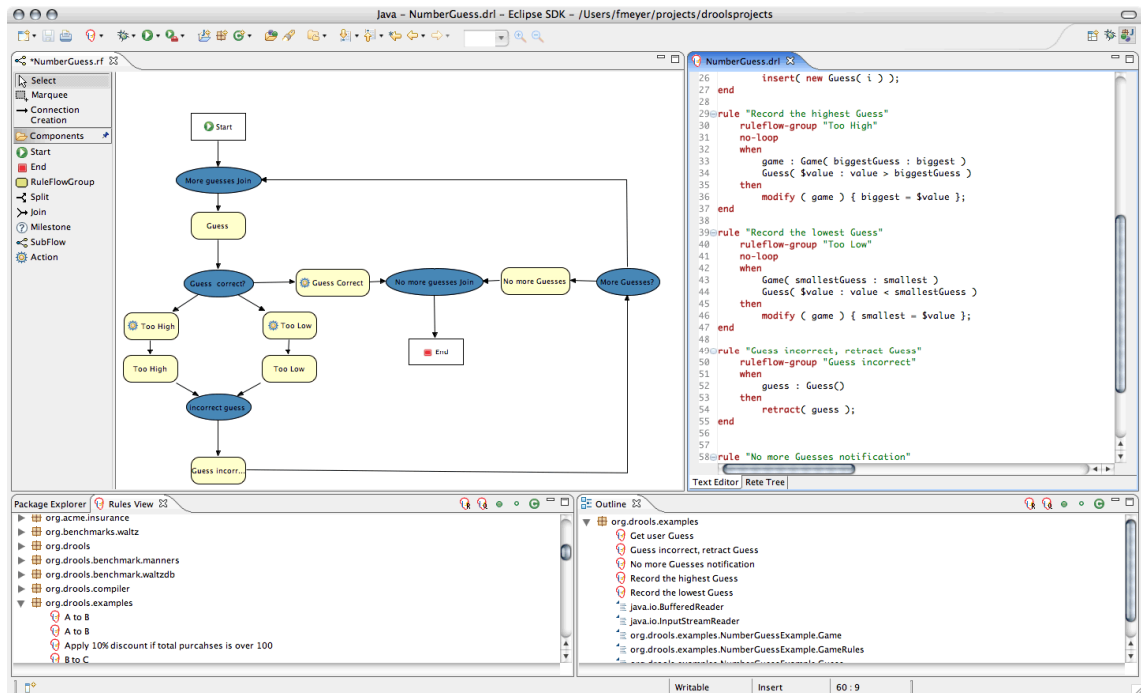 Java - NumberGuess.drl - Eclipse SDK - /Users/fmeyer/projects/droolsprojects
*NumberGuess.rf
Select
Marquee
Connection
Creation
Components
Start
End
RuleFlowGroup
Split
Join
Milestone
SubFlow
Action
Start
More guesses Join
Guess
Guess correct?
Guess Correct
No more guesses Join
No more Guesses
More Guesses?
Too High
Too Low
End
Too High
Too Low
incorrect guess
Guess incorr...
NumberGuess.drl
26 insert( new Guess( i ) );
27 end
28
29 rule "Record the highest Guess"
30 ruleflow-group "Too High"
31 no-loop
32 when
33 game : Game( biggestGuess : biggest )
34 Guess( $value : value > biggestGuess )
35 then
36 modify ( game ) { biggest = $value };
37 end
38
39 rule "Record the lowest Guess"
40 ruleflow-group "Too Low"
41 no-loop
42 when
43 Game( smallestGuess : smallest )
44 Guess( $value : value < smallestGuess )
45 then
46 modify ( game ) { smallest = $value };
47 end
48
49 rule "Guess incorrect, retract Guess"
50 ruleflow-group "Guess incorrect"
51 when
52 guess : Guess()
53 then
54 retract( guess );
55 end
56
57
58 rule "No more Guesses notification"
Text Editor Rete Tree
Package Explorer Rules View
org.acme.insurance
org.benchmarks.waltz
org.drools
org.drools.benchmark.manners
org.drools.benchmark.waltzdb
org.drools.compiler
org.drools.examples
A to B
A to B
Apply 10% discount if total purcahses is over 100
B to C
Outline
org.drools.examples
Get user Guess
Guess incorrect, retract Guess
No more Guesses notification
Record the highest Guess
Record the lowest Guess
java.io.BufferedReader
java.io.InputStreamReader
org.drools.examples.NumberGuessExample.Game
org.drools.examples.NumberGuessExample.GameRules
org.drools.examples.NumberGuessExample.Guess
Writable Insert 60 : 9